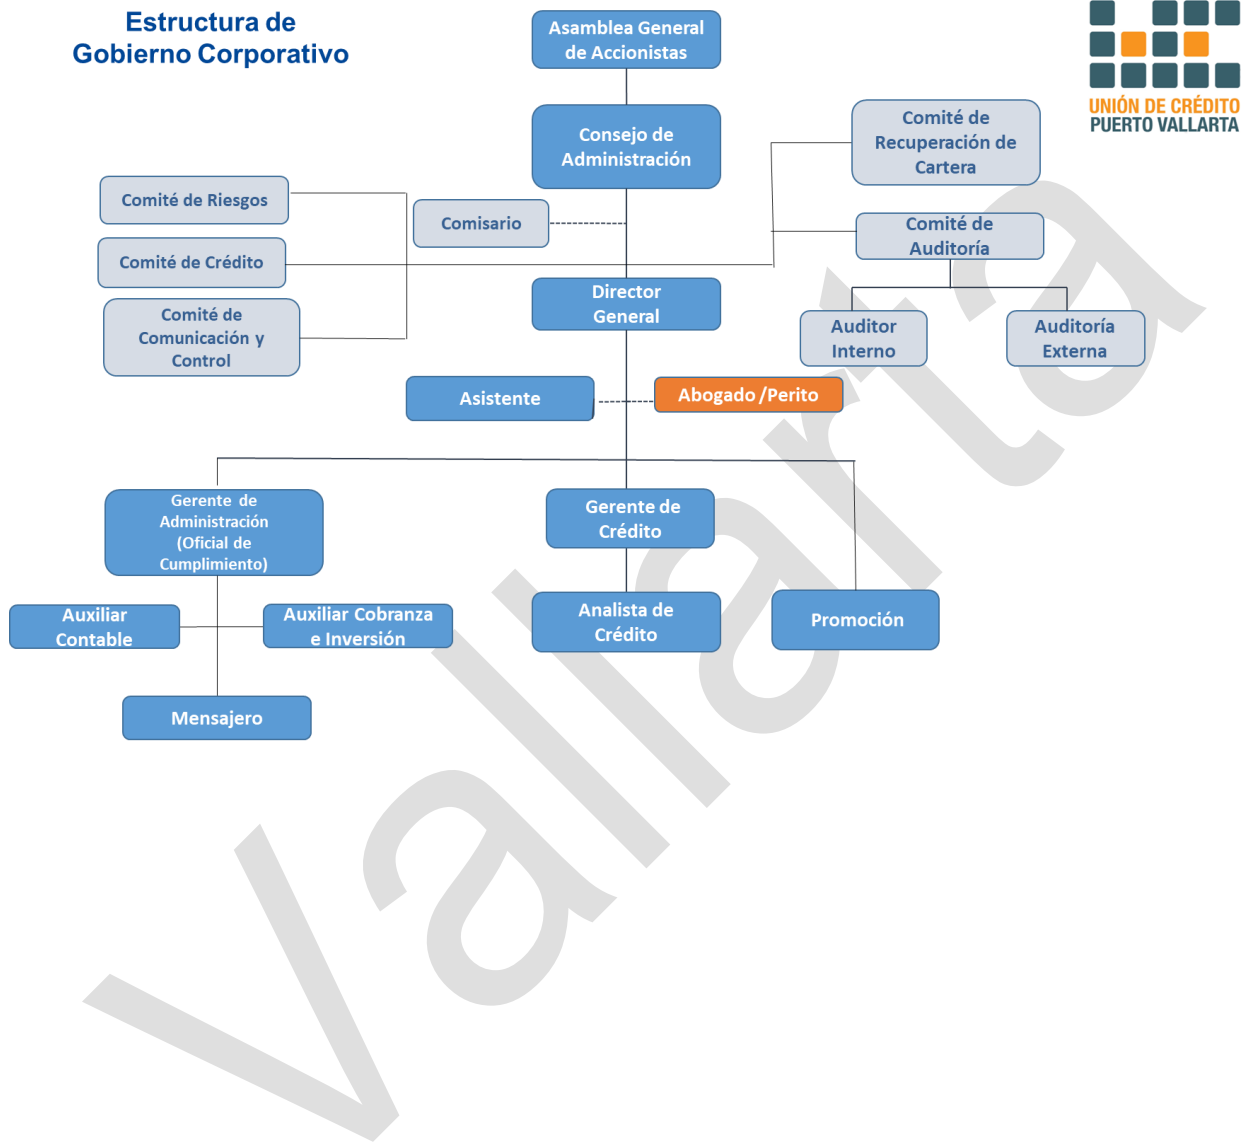 Estructura de
Gobierno Corporativo
Asamblea General
de Accionistas
UNIÓN DE CRÉDITO
PUERTO VALLARTA
Consejo de
Administración
Comité de
Recuperación de
Cartera
Comité de Riesgos
Comisario
Comité de
Auditoría
Comité de Crédito
Director
General
Comité de
Comunicación y
Control
Auditor
Interno
Auditoría
Externa
Asistente
Abogado /Perito
Gerente de
Administración
(Oficial de
Cumplimiento)
Gerente de
Crédito
Auxiliar
Contable
Auxiliar Cobranza
e Inversión
Analista de
Crédito
Promoción
Mensajero
Vallarta